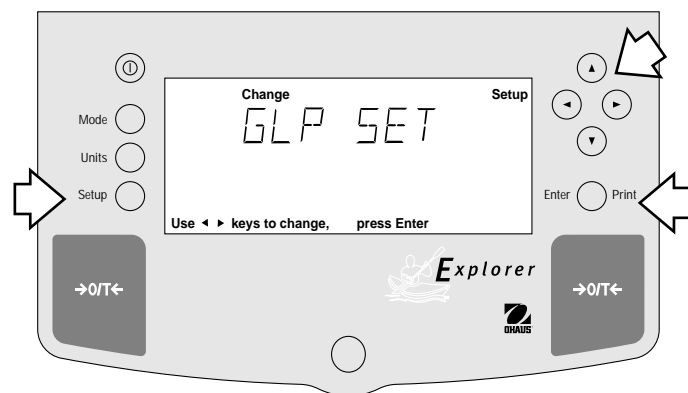 Change Setup
GLP SET
Mode
Units
Setup
Enter Print
Use ◄ ► keys to change, press Enter
Explorer
→0/T← →0/T←
OHAUS